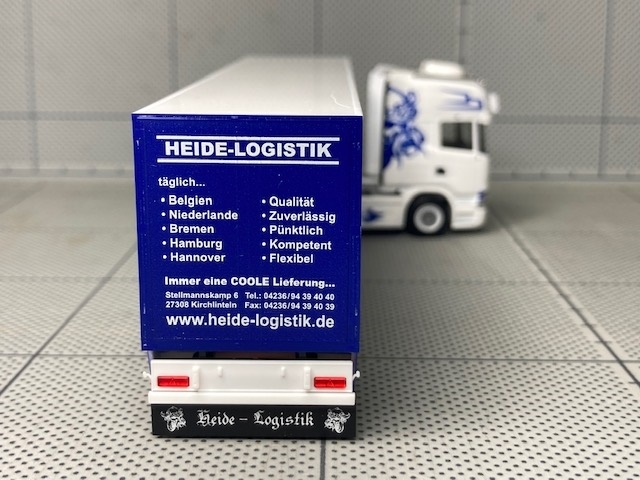 HEIDE-LOGISTIK
täglich...
• Belgien
• Niederlande
• Bremen
• Hamburg
• Hannover
• Qualität
• Zuverlässig
• Pünktlich
• Kompetent
• Flexibel
Immer eine COOLE Lieferung...
Stellmannskamp 6 Tel.: 04236/94 39 40 40
27308 Kirchlinteln Fax: 04236/94 39 40 39
www.heide-logistik.de
Heide - Logistik